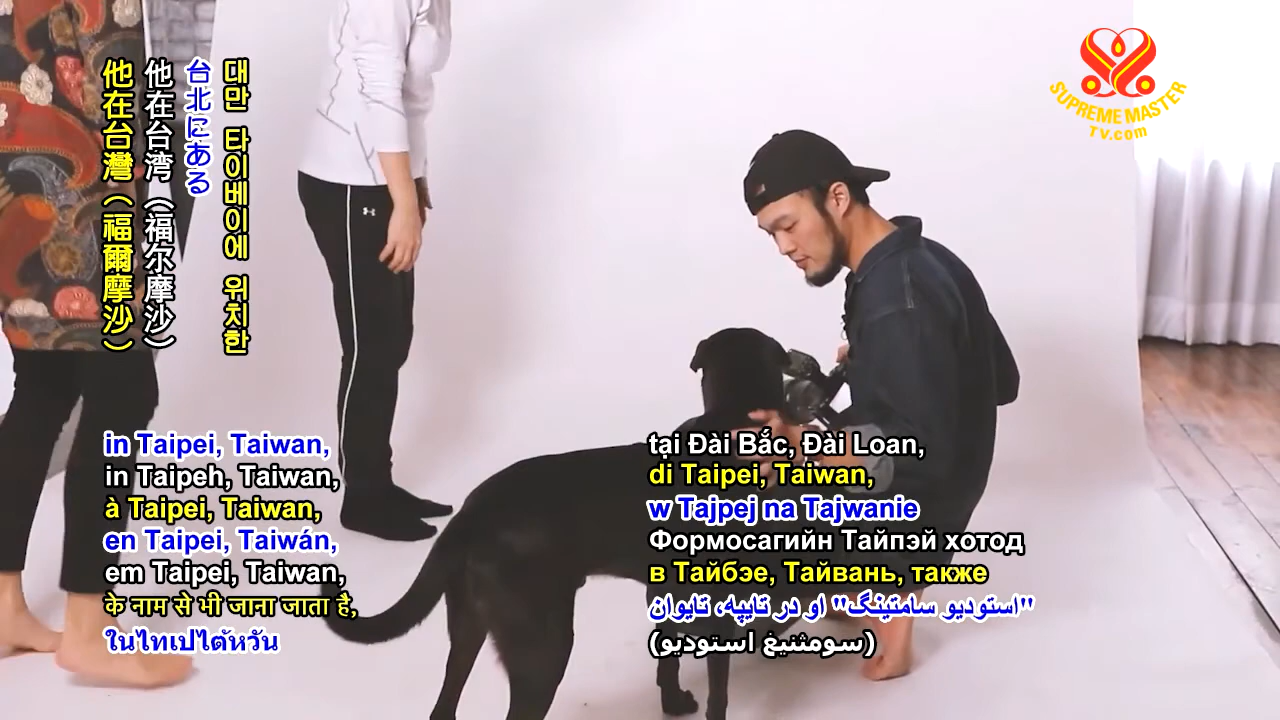 SUPREME MASTER
TV.com
대만 타이베이에 위치한
台北にある
他在台湾（福尔摩沙）
他在台灣（福爾摩沙）
in Taipei, Taiwan,
in Taipeh, Taiwan,
à Taipei, Taiwan,
en Taipei, Taiwán,
em Taipei, Taiwan,
के नाम से भी जाना जाता है,
ในไทเปไต้หวัน
tại Đài Bắc, Đài Loan,
di Taipei, Taiwan,
w Tajpej na Tajwanie
Формосагийн Тайпэй хотод
в Тайбэе, Тайвань, также
"استودیو سامتینگ" او در تایپه، تایوان
(سومثنيغ استوديو)